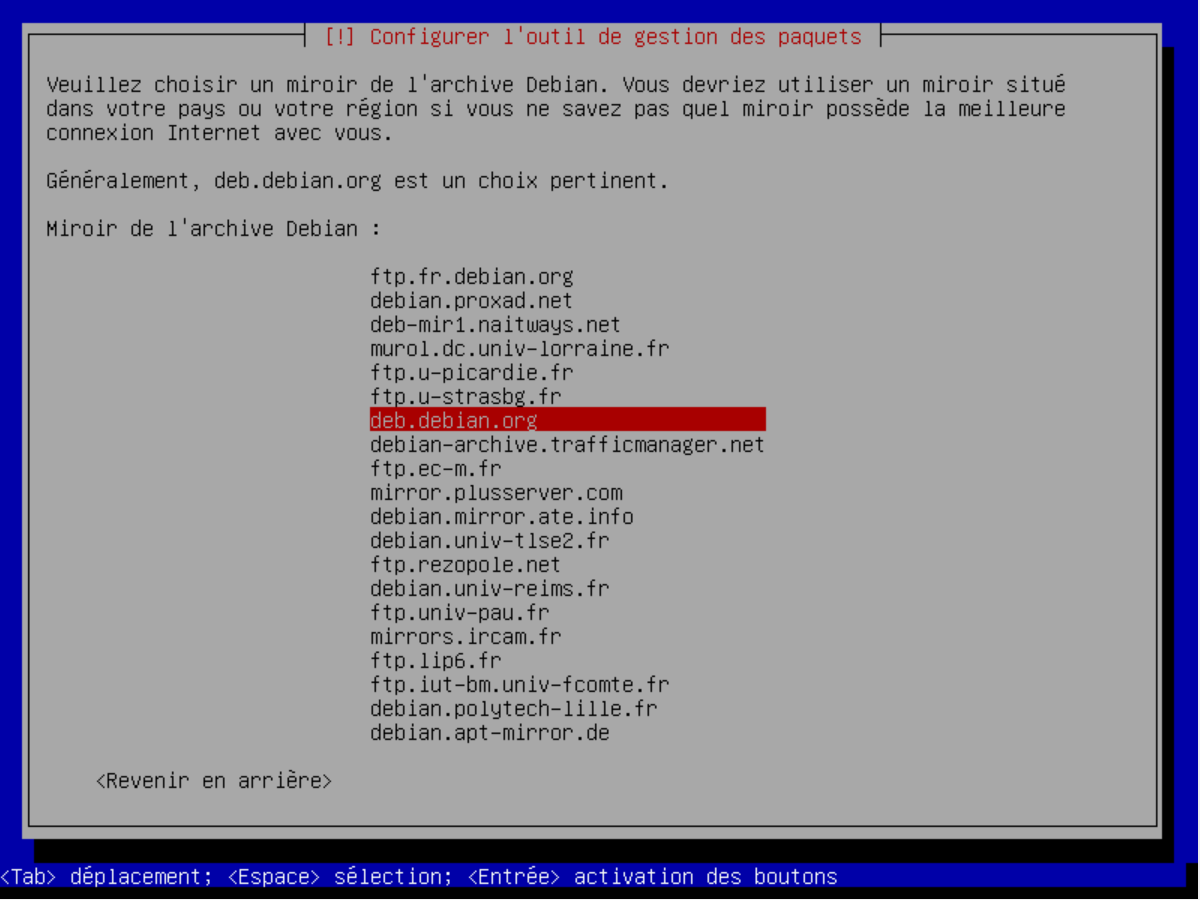 [!] Configurer l'outil de gestion des paquets
Veuillez choisir un miroir de l'archive Debian. Vous devriez utiliser un miroir situé
dans votre pays ou votre région si vous ne savez pas quel miroir possède la meilleure
connexion Internet avec vous.
Généralement, deb.debian.org est un choix pertinent.
Miroir de l'archive Debian :
ftp.fr.debian.org
debian.proxad.net
deb-mir1.naitways.net
murol.dc.univ-lorraine.fr
ftp.u-picardie.fr
ftp.u-strasbg.fr
deb.debian.org
debian-archive.trafficmanager.net
ftp.ec-m.fr
mirror.plusserver.com
debian.mirror.ate.info
debian.univ-tlse2.fr
ftp.rezopole.net
debian.univ-reims.fr
ftp.univ-pau.fr
mirrors.ircam.fr
ftp.lip6.fr
ftp.iut-bm.univ-fcomte.fr
debian.polytech-lille.fr
debian.apt-mirror.de
<Revenir en arrière>
<Tab> déplacement; <Espace> sélection; <Entrée> activation des boutons